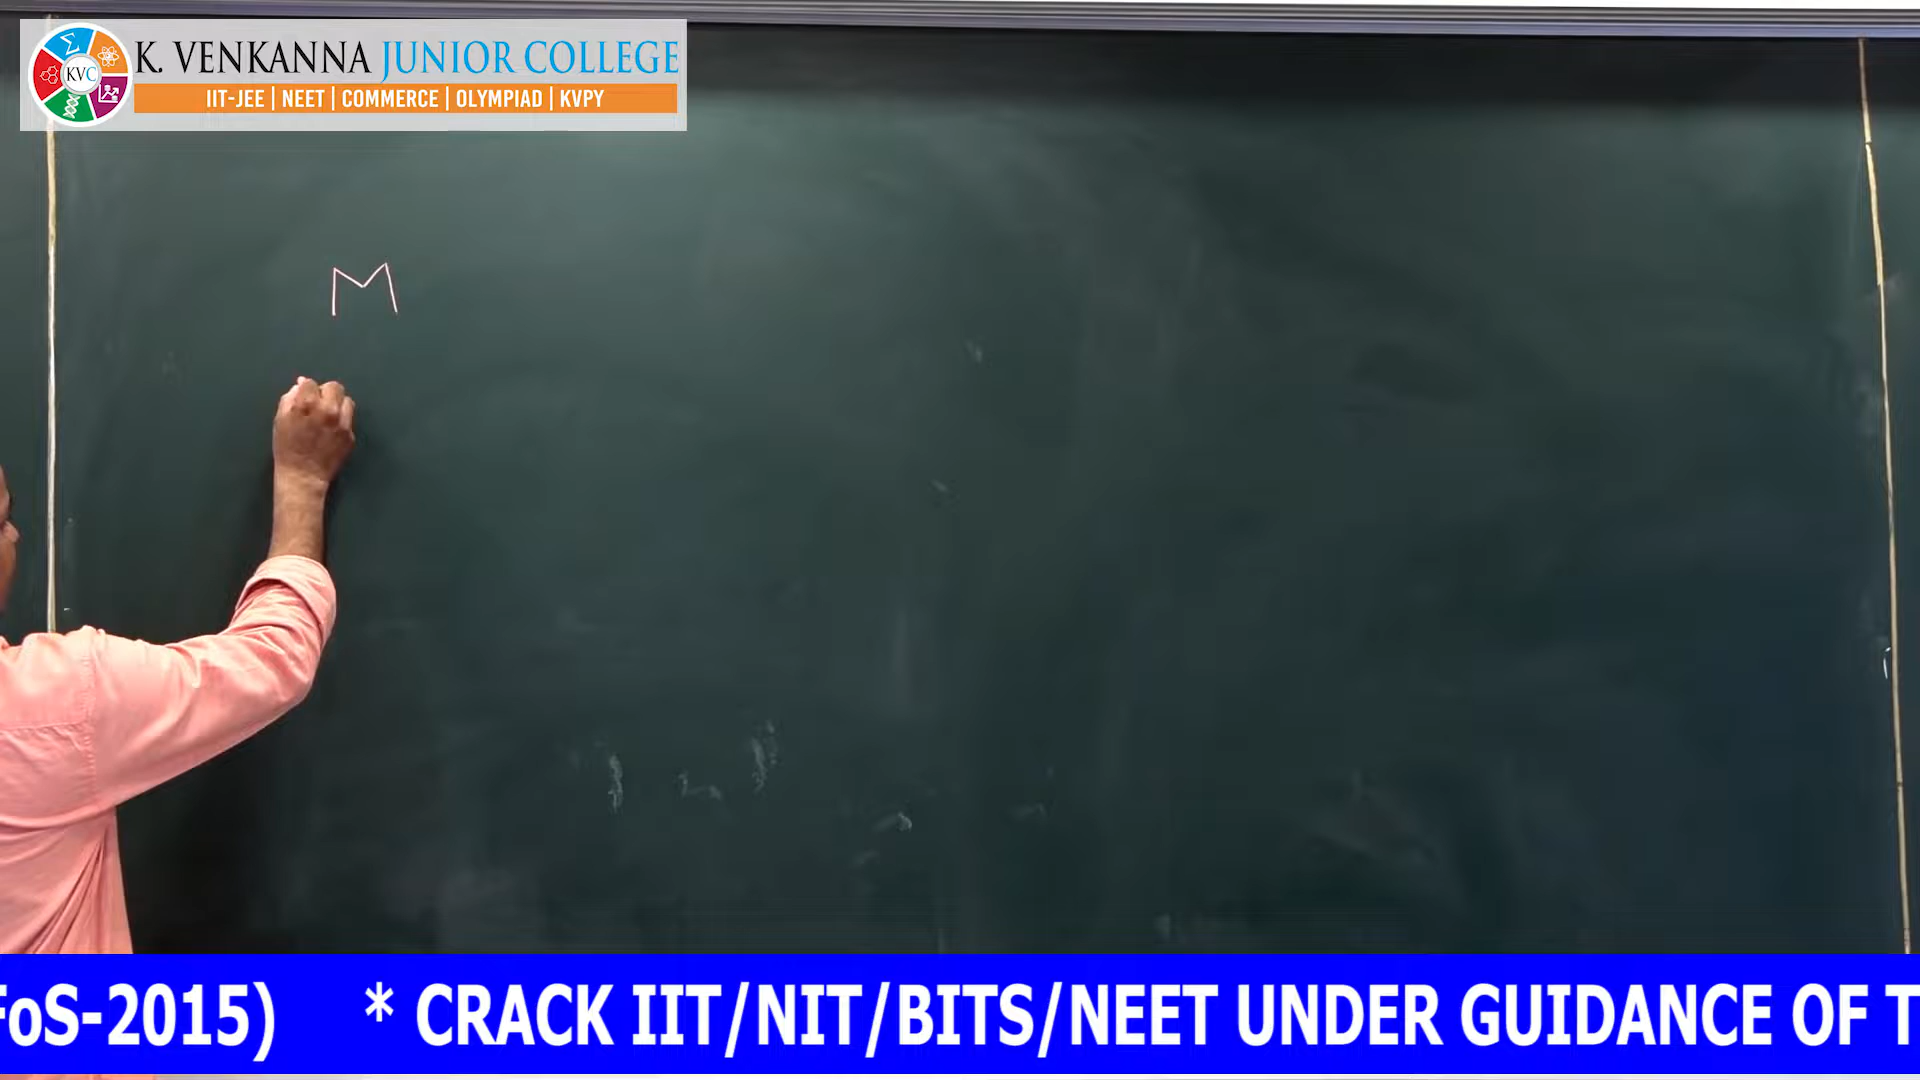 KVC
K. VENKANNA JUNIOR COLLEGE
IIT-JEE | NEET | COMMERCE | OLYMPIAD | KVPY
M
FoS-2015) * CRACK IIT/NIT/BITS/NEET UNDER GUIDANCE OF T